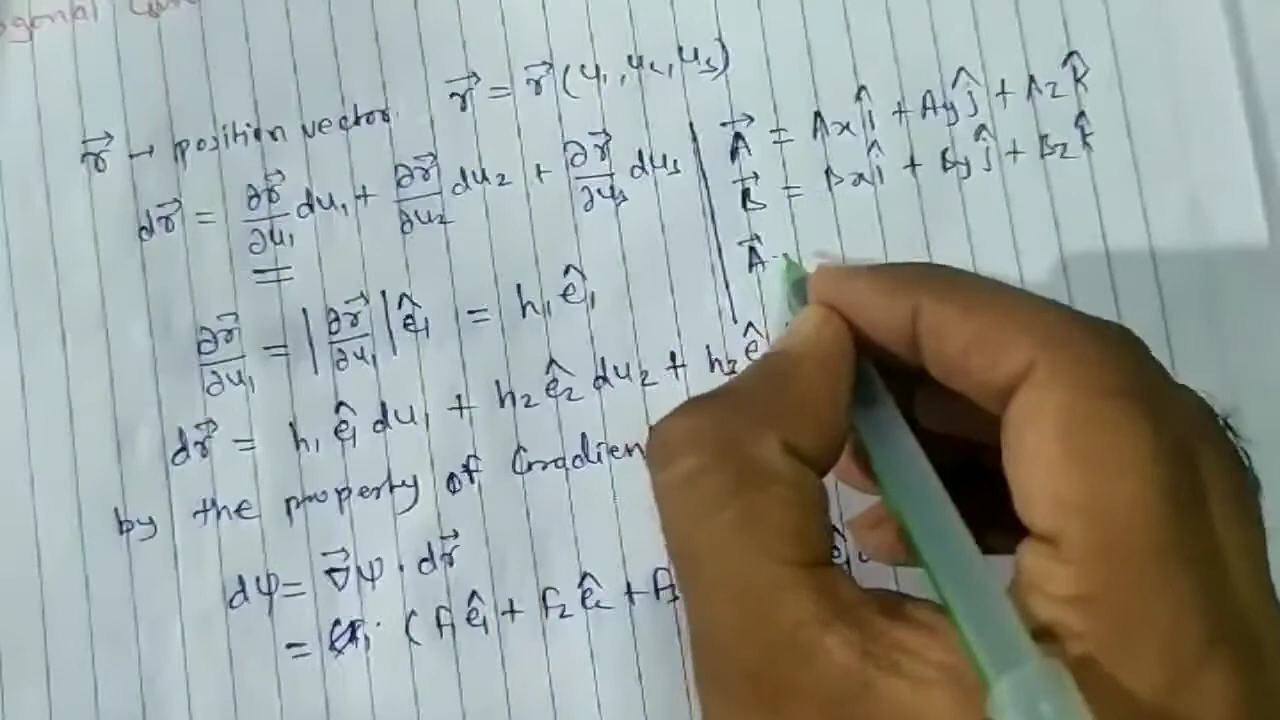 r⃗ → position vector. r⃗ = r⃗ (u₁, u₂, u₃)
dr⃗ = ∂r⃗/∂u₁ du₁ + ∂r⃗/∂u₂ du₂ + ∂r⃗/∂u₃ du₃
∂r⃗/∂u₁ = |∂r⃗/∂u₁| ê₁ = h₁ ê₁
dr⃗ = h₁ ê₁ du₁ + h₂ ê₂ du₂ + h₃ ê
by the property of Gradien
dψ = ∇⃗ψ · dr⃗
= (f₁ ê₁ + f₂ ê₂ + f₃
A⃗ = Ax î + Ay ĵ + Az k̂
B⃗ = Bx î + By ĵ + Bz k̂
A⃗ ·